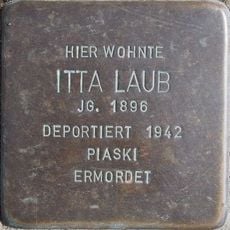 HIER WOHNTE
ITTA LAUB
JG. 1896
DEPORTIERT 1942
PIASKI
ERMORDET